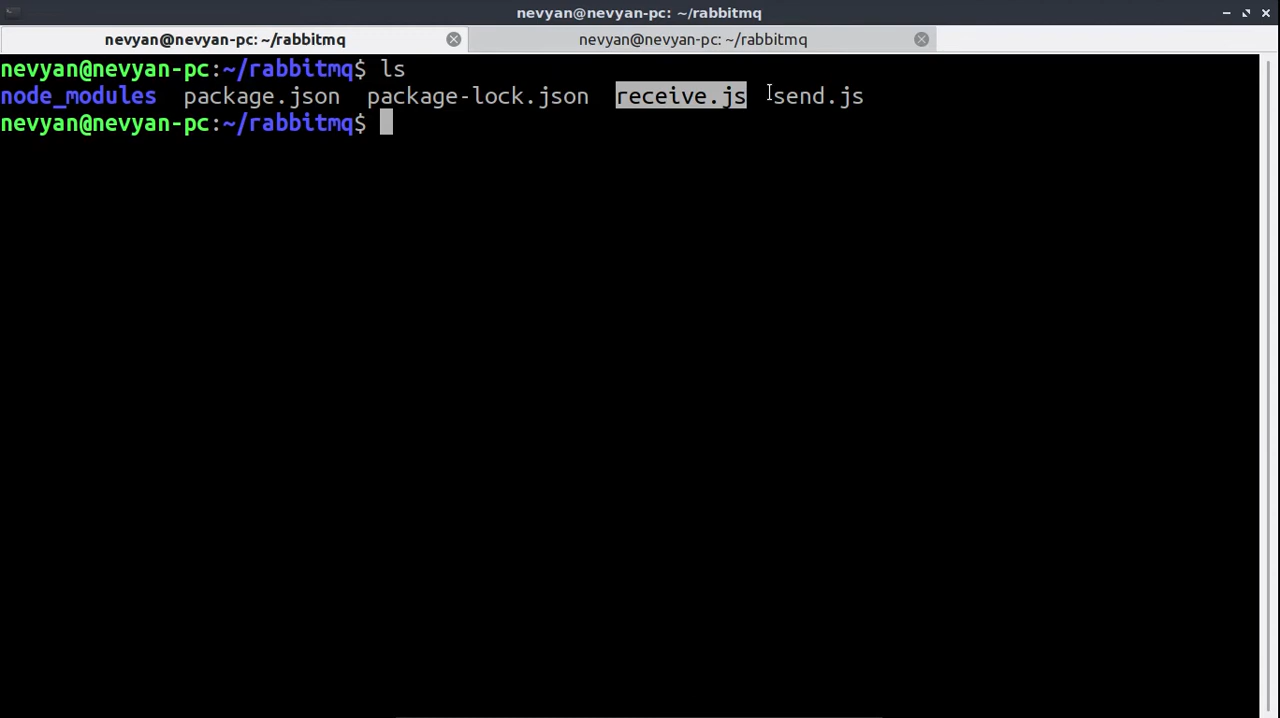 nevyan@nevyan-pc: ~/rabbitmq
nevyan@nevyan-pc: ~/rabbitmq
nevyan@nevyan-pc: ~/rabbitmq
nevyan@nevyan-pc:~/rabbitmq$ ls
node_modules package.json package-lock.json receive.js send.js
nevyan@nevyan-pc:~/rabbitmq$